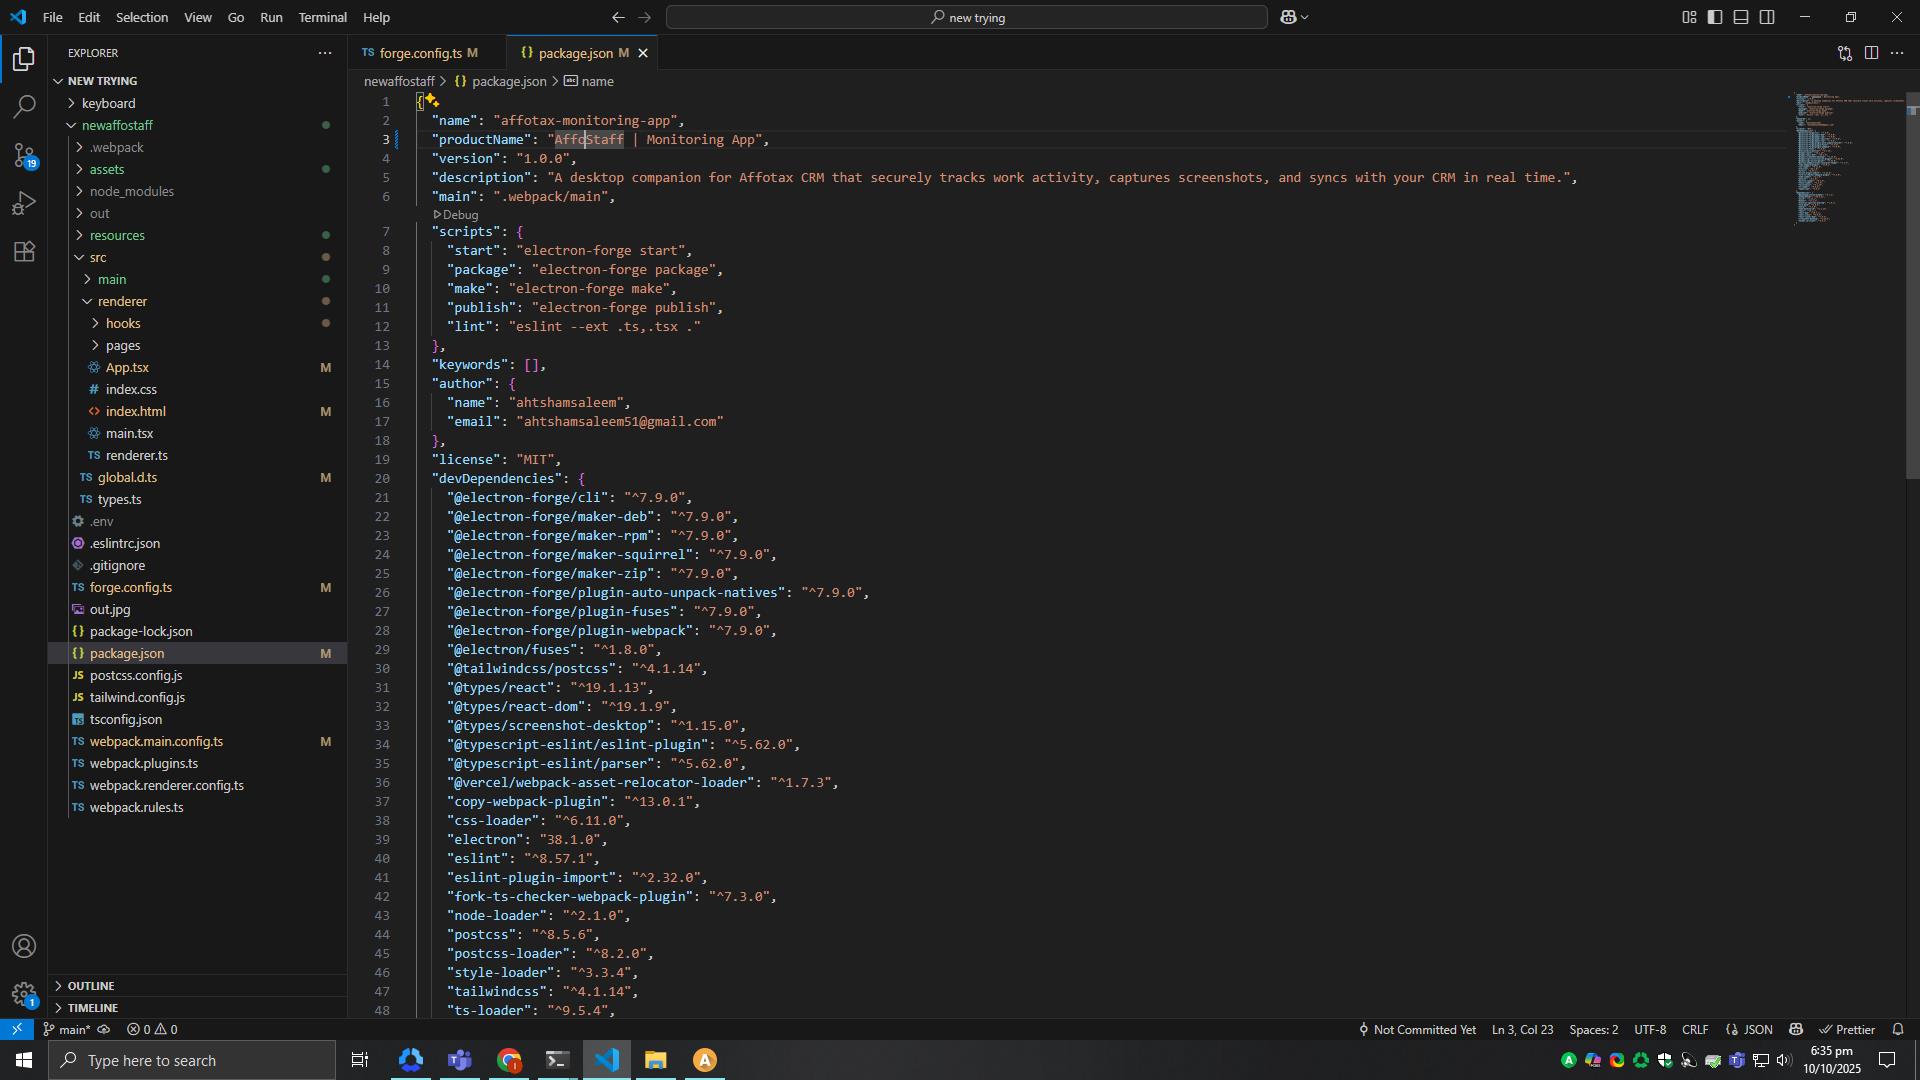 File Edit Selection View Go Run Terminal Help
new trying
EXPLORER
NEW TRYING
keyboard
newaffostaff
.webpack
assets
node_modules
out
resources
src
main
renderer
hooks
pages
App.tsx M
index.css
index.html M
main.tsx
renderer.ts
global.d.ts M
types.ts
.env
.eslintrc.json
.gitignore
forge.config.ts M
out.jpg
package-lock.json
package.json M
postcss.config.js
tailwind.config.js
tsconfig.json
webpack.main.config.ts M
webpack.plugins.ts
webpack.renderer.config.ts
webpack.rules.ts
OUTLINE
TIMELINE
19
1
forge.config.ts M
package.json M
newaffostaff > package.json > name
1 {
2 "name": "affotax-monitoring-app",
3 "productName": "AffoStaff | Monitoring App",
4 "version": "1.0.0",
5 "description": "A desktop companion for Affotax CRM that securely tracks work activity, captures screenshots, and syncs with your CRM in real time.",
6 "main": ".webpack/main",
Debug
7 "scripts": {
8 "start": "electron-forge start",
9 "package": "electron-forge package",
10 "make": "electron-forge make",
11 "publish": "electron-forge publish",
12 "lint": "eslint --ext .ts,.tsx ."
13 },
14 "keywords": [],
15 "author": {
16 "name": "ahtshamsaleem",
17 "email": "ahtshamsaleem51@gmail.com"
18 },
19 "license": "MIT",
20 "devDependencies": {
21 "@electron-forge/cli": "^7.9.0",
22 "@electron-forge/maker-deb": "^7.9.0",
23 "@electron-forge/maker-rpm": "^7.9.0",
24 "@electron-forge/maker-squirrel": "^7.9.0",
25 "@electron-forge/maker-zip": "^7.9.0",
26 "@electron-forge/plugin-auto-unpack-natives": "^7.9.0",
27 "@electron-forge/plugin-fuses": "^7.9.0",
28 "@electron-forge/plugin-webpack": "^7.9.0",
29 "@electron/fuses": "^1.8.0",
30 "@tailwindcss/postcss": "^4.1.14",
31 "@types/react": "^19.1.13",
32 "@types/react-dom": "^19.1.9",
33 "@types/screenshot-desktop": "^1.15.0",
34 "@typescript-eslint/eslint-plugin": "^5.62.0",
35 "@typescript-eslint/parser": "^5.62.0",
36 "@vercel/webpack-asset-relocator-loader": "^1.7.3",
37 "copy-webpack-plugin": "^13.0.1",
38 "css-loader": "^6.11.0",
39 "electron": "38.1.0",
40 "eslint": "^8.57.1",
41 "eslint-plugin-import": "^2.32.0",
42 "fork-ts-checker-webpack-plugin": "^7.3.0",
43 "node-loader": "^2.1.0",
44 "postcss": "^8.5.6",
45 "postcss-loader": "^8.2.0",
46 "style-loader": "^3.3.4",
47 "tailwindcss": "^4.1.14",
48 "ts-loader": "^9.5.4",
main* 0 0 Not Committed Yet Ln 3, Col 23 Spaces: 2 UTF-8 CRLF {} JSON Prettier
Type here to search
6:35 pm
10/10/2025